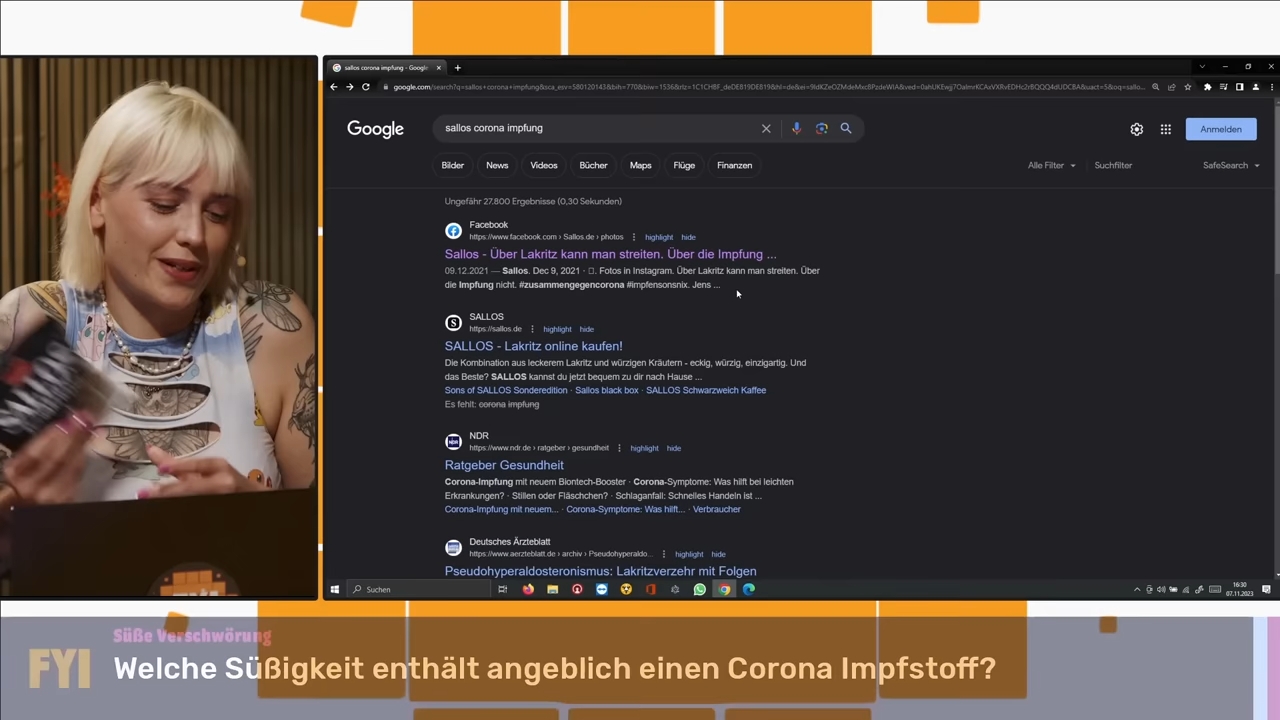 sallos corona impfung - Google
Google
sallos corona impfung
Anmelden
Bilder
News
Videos
Bücher
Maps
Flüge
Finanzen
Alle Filter
Suchfilter
SafeSearch
Ungefähr 27.800 Ergebnisse (0,30 Sekunden)
Facebook
https://www.facebook.com › Sallos.de › photos
highlight
hide
Sallos - Über Lakritz kann man streiten. Über die Impfung ...
09.12.2021 — Sallos. Dec 9, 2021 · Fotos in Instagram. Über Lakritz kann man streiten. Über
die Impfung nicht. #zusammengegencorona #impfensonsnix. Jens ...
SALLOS
https://sallos.de
highlight
hide
SALLOS - Lakritz online kaufen!
Die Kombination aus leckerem Lakritz und würzigen Kräutern - eckig, würzig, einzigartig. Und
das Beste? SALLOS kannst du jetzt bequem zu dir nach Hause ...
Sons of SALLOS Sonderedition · Sallos black box · SALLOS Schwarzweich Kaffee
Es fehlt: corona impfung
NDR
https://www.ndr.de › ratgeber › gesundheit
highlight
hide
Ratgeber Gesundheit
Corona-Impfung mit neuem Biontech-Booster · Corona-Symptome: Was hilft bei leichten
Erkrankungen? · Stillen oder Fläschchen? · Schlaganfall: Schnelles Handeln ist ...
Corona-Impfung mit neuem... · Corona-Symptome: Was hilft... · Verbraucher
Deutsches Ärzteblatt
https://www.aerzteblatt.de › archiv › Pseudohyperaldo...
highlight
hide
Pseudohyperaldosteronismus: Lakritzverzehr mit Folgen
Suchen
16:30
07.11.2023
Süße Verschwörung
FYI
Welche Süßigkeit enthält angeblich einen Corona Impfstoff?